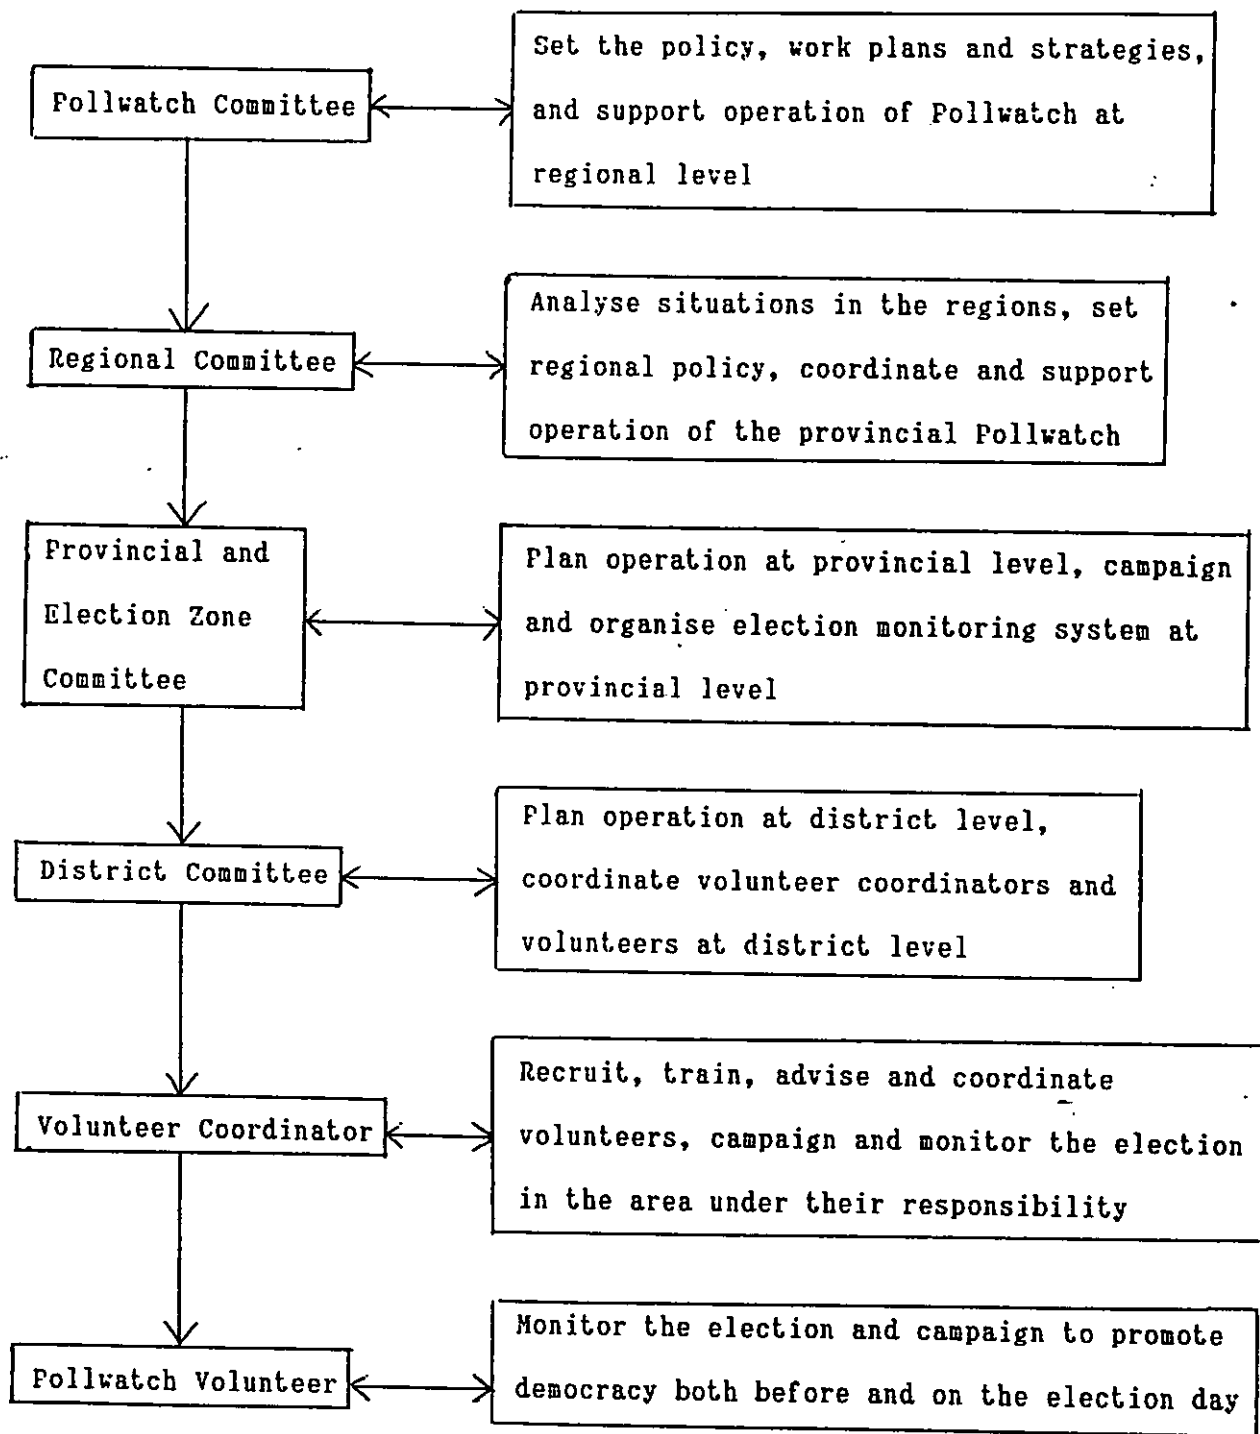 Pollwatch Committee
Set the policy, work plans and strategies,
and support operation of Pollwatch at
regional level
Regional Committee
Analyse situations in the regions, set
regional policy, coordinate and support
operation of the provincial Pollwatch
Provincial and
Election Zone
Committee
Plan operation at provincial level, campaign
and organise election monitoring system at
provincial level
District Committee
Plan operation at district level,
coordinate volunteer coordinators and
volunteers at district level
Volunteer Coordinator
Recruit, train, advise and coordinate
volunteers, campaign and monitor the election
in the area under their responsibility
Pollwatch Volunteer
Monitor the election and campaign to promote
democracy both before and on the election day